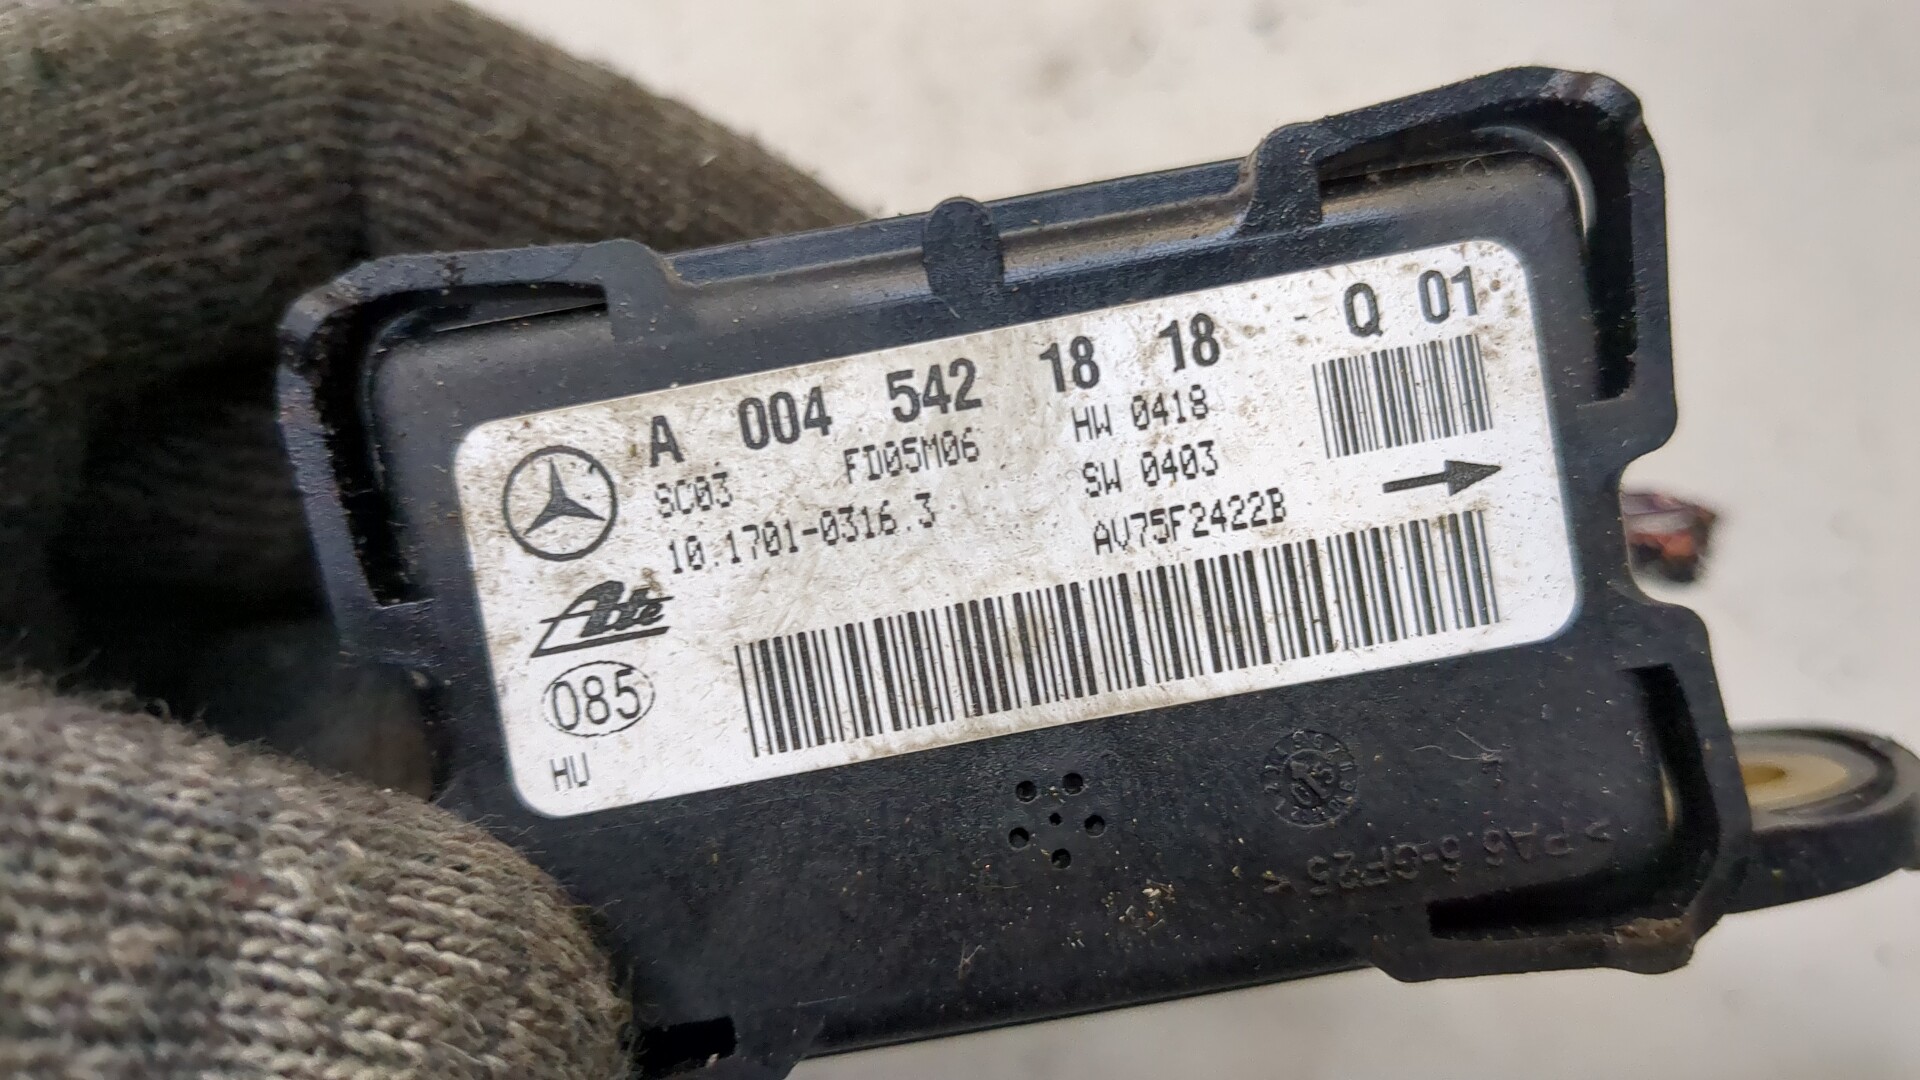 A 004 542 18 18 - Q 01
SC03 FD05M06 HW 0418
10.1701-0316.3 SW 0403
AV75F2422B
Ate
085
HU
>PA6.6-GF25<